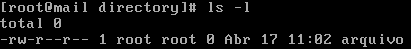 [root@mail directory]# ls -l
total 0
-rw-r--r-- 1 root root 0 Abr 17 11:02 arquivo